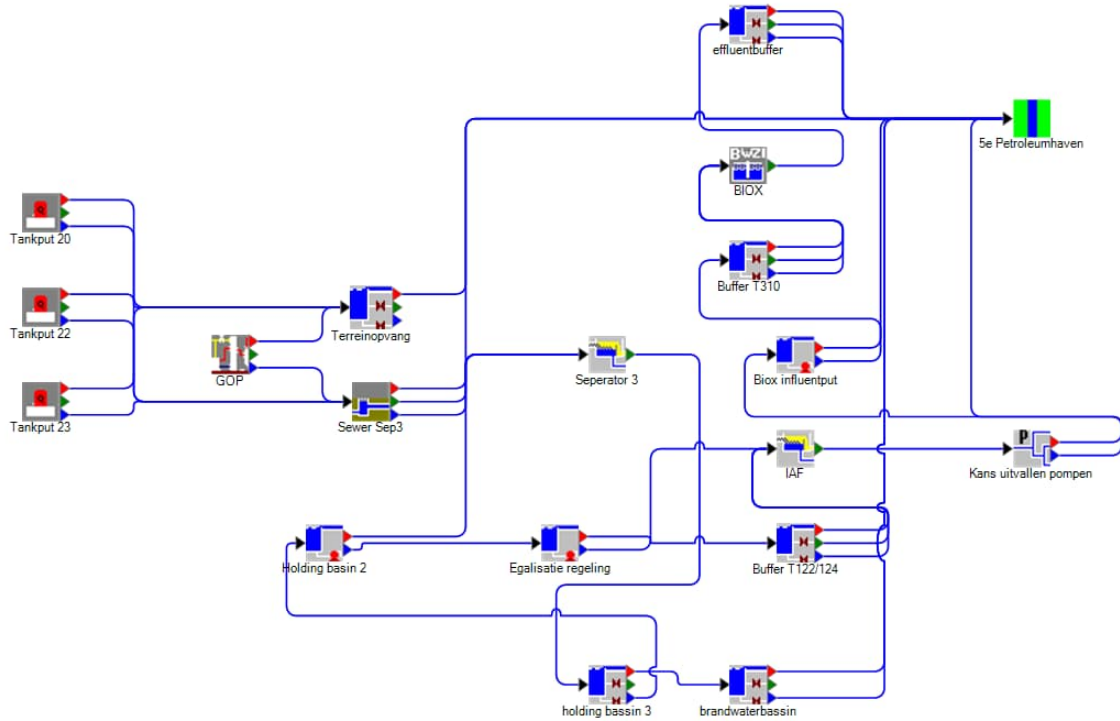 effluentbuffer
5e Petroleumhaven
BWZI
BIOX
Tankput 20
Buffer T310
Tankput 22
Terreinopvang
GOP
Seperator 3
Biox influentput
Tankput 23
Sewer Sep3
P
IAF
Kans uitvallen pompen
Holding basin 2
Egalisatie regeling
Buffer T122/124
holding bassin 3
brandwaterbassin